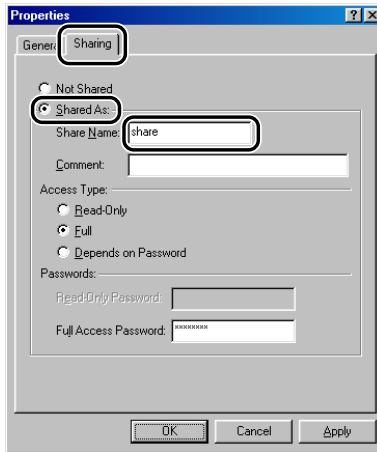 Properties
General Sharing
Not Shared
Shared As:
Share Name: share
Comment:
Access Type:
Read-Only
Full
Depends on Password
Passwords:
Read-Only Password:
Full Access Password: ********
OK Cancel Apply